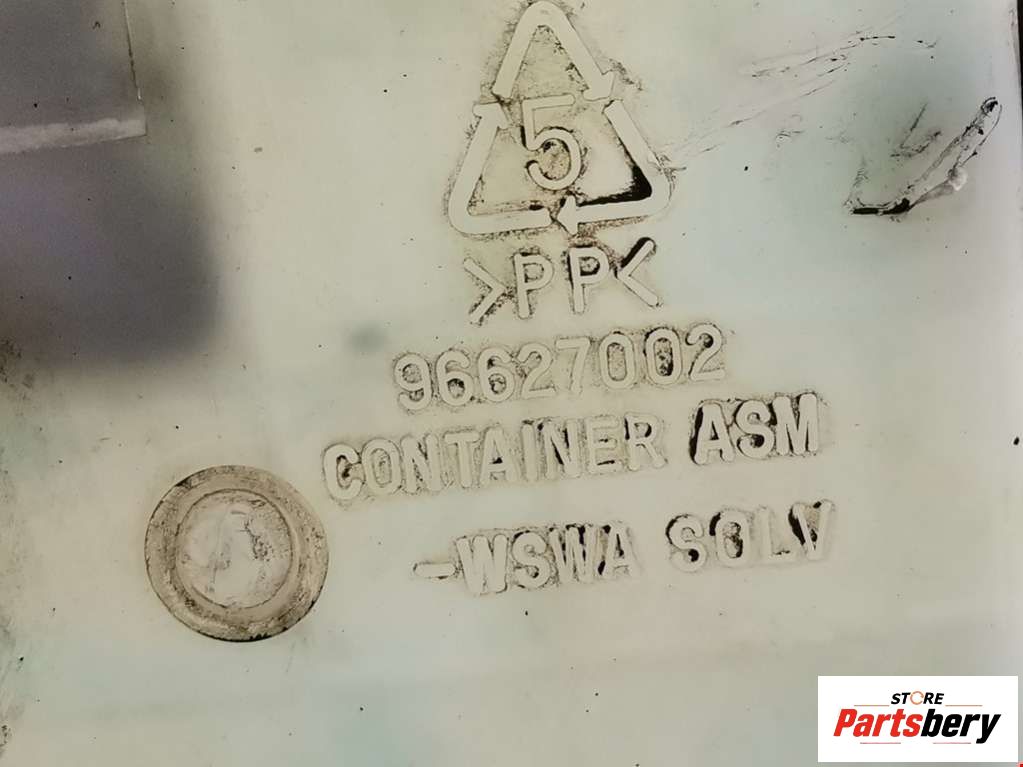 5
>PP<
96627002
CONTAINER ASM
-WSWA SOLV
STORE
Partsbery